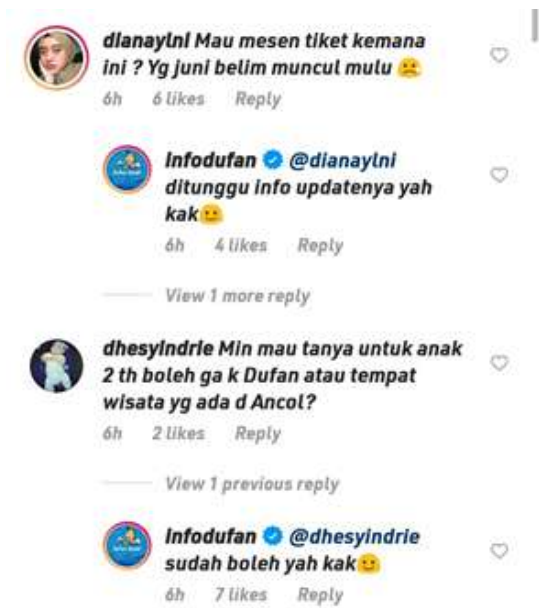 dianaylni Mau mesen tiket kemana
ini ? Yg juni belim muncul mulu 🙁
6h 6 likes Reply
infodufan @dianaylni
ditunggu info updatenya yah
kak🙂
6h 4 likes Reply
View 1 more reply
dhesyindrie Min mau tanya untuk anak
2 th boleh ga k Dufan atau tempat
wisata yg ada d Ancol?
6h 2 likes Reply
View 1 previous reply
infodufan @dhesyindrie
sudah boleh yah kak🙂
6h 7 likes Reply